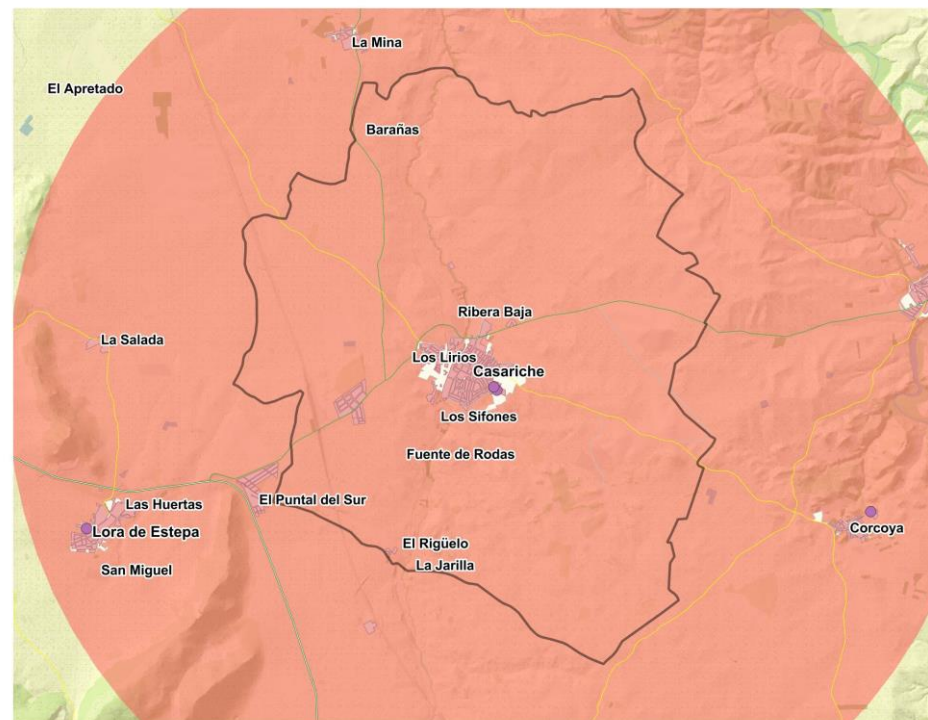 La Mina
El Apretado
Barañas
Ribera Baja
La Salada
Los Lirios
Casariche
Los Sifones
Fuente de Rodas
El Puntal del Sur
Las Huertas
Lora de Estepa
Corcoya
El Rigüelo
La Jarilla
San Miguel